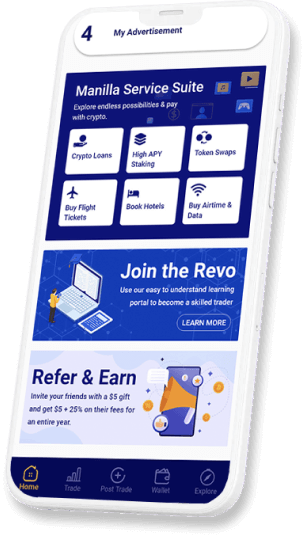 4
My Advertisement
Manilla Service Suite
Explore endless possibilities & pay
with crypto.
Crypto Loans
High APY
Staking
Token Swaps
Buy Flight
Tickets
Book Hotels
Buy Airtime &
Data
Join the Revo
Use our easy to understand learning
portal to become a skilled trader
LEARN MORE
Refer & Earn
Invite your friends with a $5 gift
and get $5 + 25% on their fees for
an entire year.
Home
Trade
Post Trade
Wallet
Explore